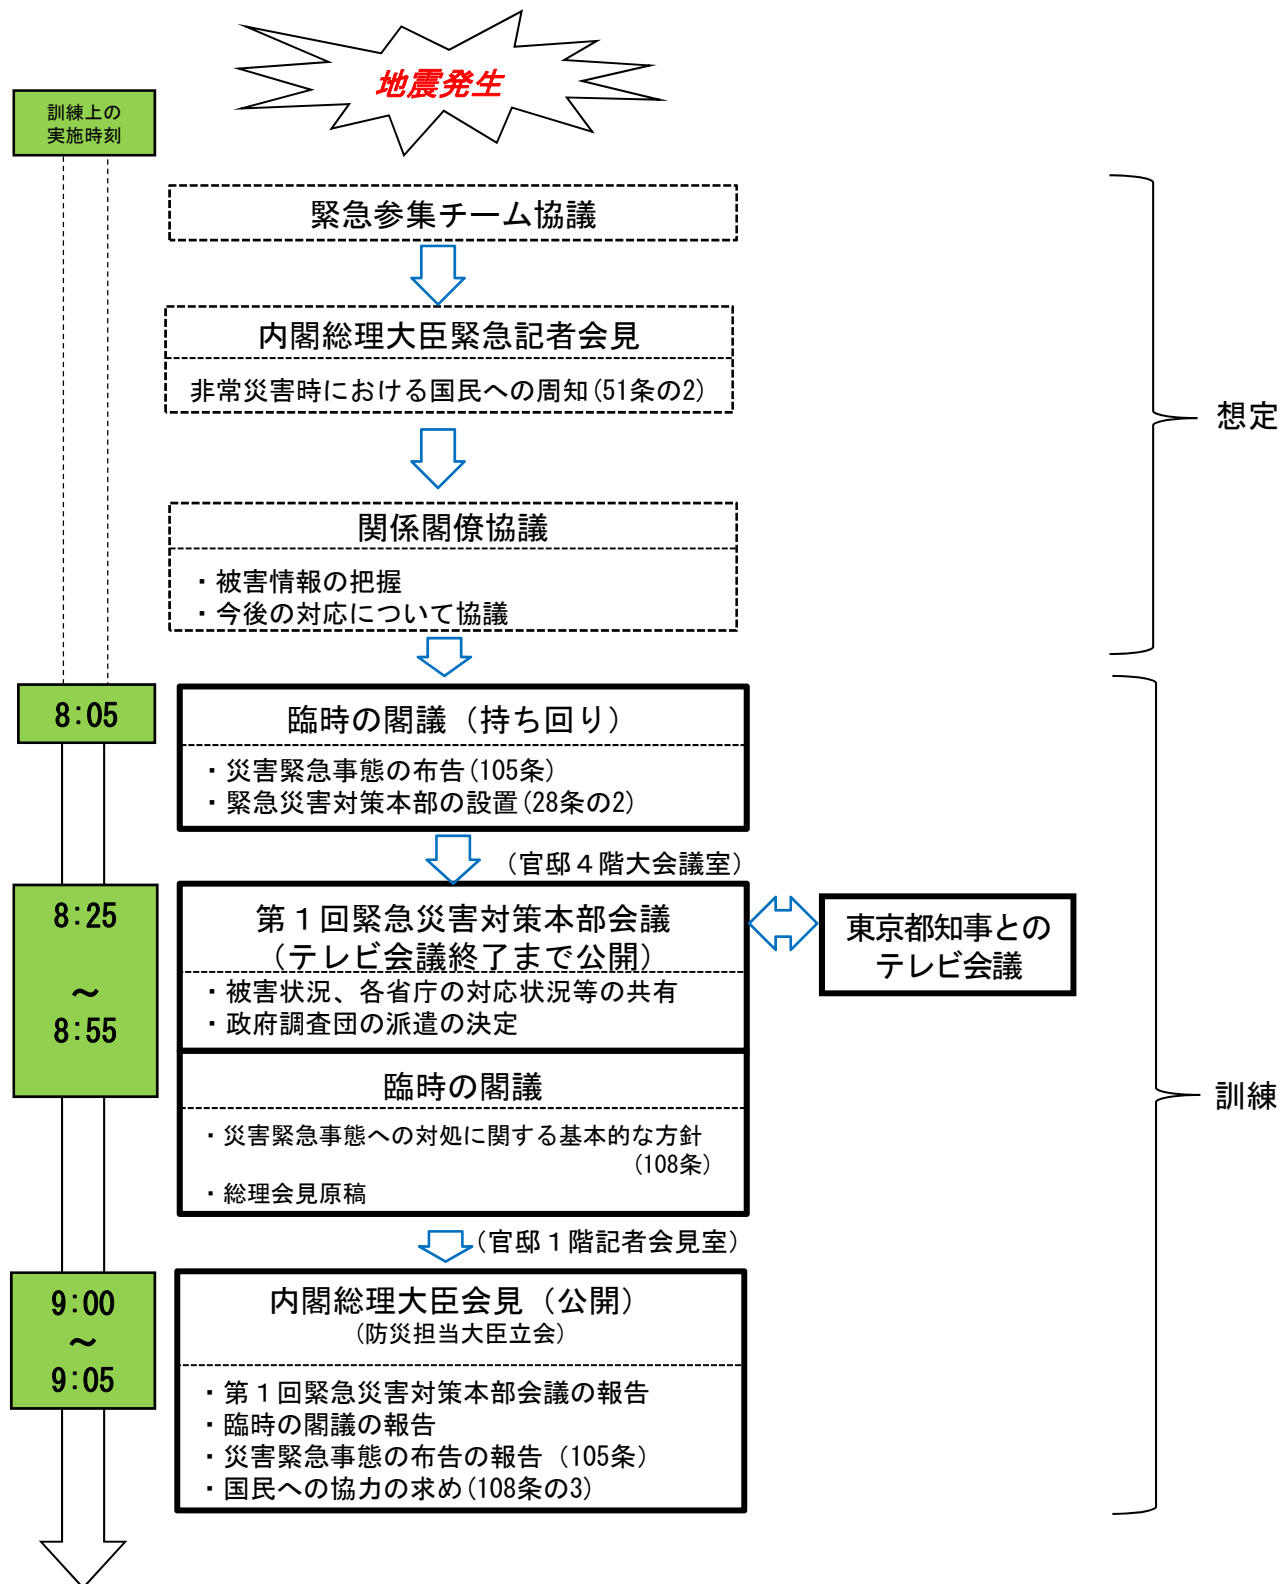 地震発生
訓練上の
実施時刻
緊急参集チーム協議
内閣総理大臣緊急記者会見
非常災害時における国民への周知(51条の2)
想定
関係閣僚協議
・被害情報の把握
・今後の対応について協議
8:05
臨時の閣議（持ち回り）
・災害緊急事態の布告(105条)
・緊急災害対策本部の設置(28条の2)
（官邸４階大会議室）
8:25
～
8:55
第１回緊急災害対策本部会議
（テレビ会議終了まで公開）
・被害状況、各省庁の対応状況等の共有
・政府調査団の派遣の決定
東京都知事との
テレビ会議
臨時の閣議
・災害緊急事態への対処に関する基本的な方針
(108条)
・総理会見原稿
訓練
（官邸１階記者会見室）
9:00
～
9:05
内閣総理大臣会見（公開）
（防災担当大臣立会）
・第１回緊急災害対策本部会議の報告
・臨時の閣議の報告
・災害緊急事態の布告の報告（105条）
・国民への協力の求め(108条の3)